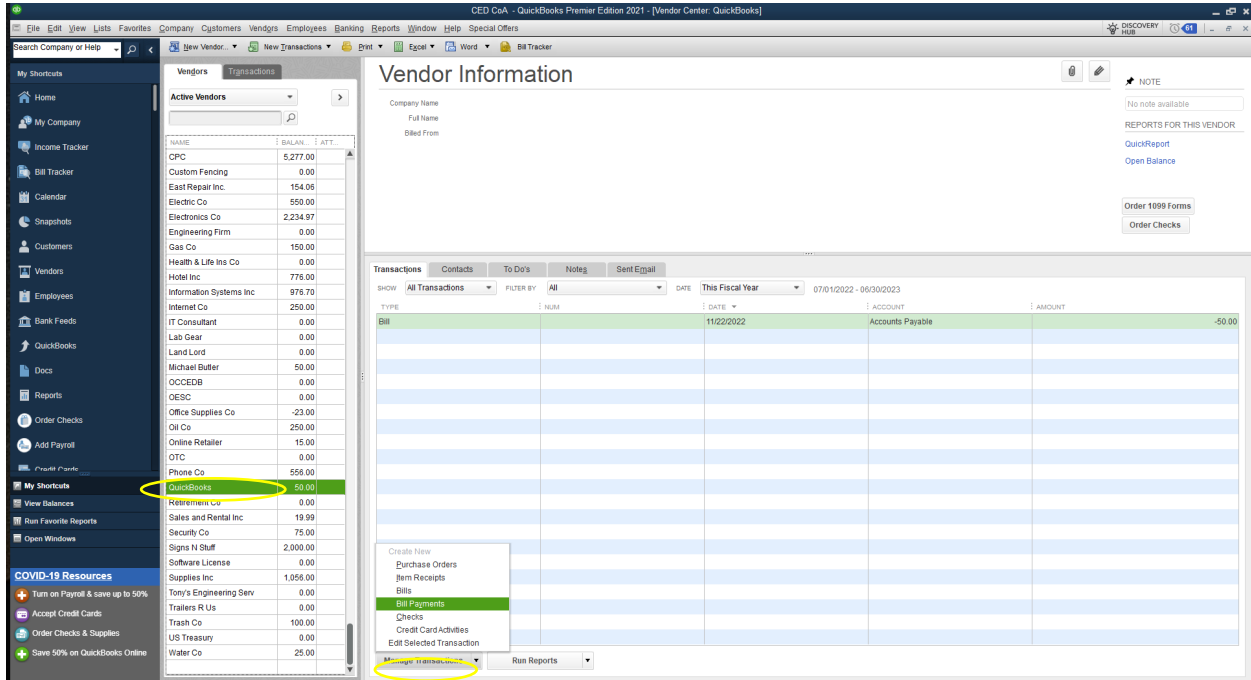 CED CoA - QuickBooks Premier Edition 2021 - [Vendor Center: QuickBooks]
File Edit View Lists Favorites Company Customers Vendors Employees Banking Reports Window Help Special Offers
DISCOVERY HUB 61
Search Company or Help
New Vendor... New Transactions Print Excel Word Bill Tracker
My Shortcuts
Home
My Company
Income Tracker
Bill Tracker
Calendar
Snapshots
Customers
Vendors
Employees
Bank Feeds
QuickBooks
Docs
Reports
Order Checks
Add Payroll
Credit Cards
My Shortcuts
View Balances
Run Favorite Reports
Open Windows
COVID-19 Resources
Turn on Payroll & save up to 50%
Accept Credit Cards
Order Checks & Supplies
Save 50% on QuickBooks Online
Vendors Transactions
Active Vendors
NAME BALAN... ATT...
CPC 5,277.00
Custom Fencing 0.00
East Repair Inc. 154.06
Electric Co 550.00
Electronics Co 2,234.97
Engineering Firm 0.00
Gas Co 150.00
Health & Life Ins Co 0.00
Hotel Inc 776.00
Information Systems Inc 976.70
Internet Co 250.00
IT Consultant 0.00
Lab Gear 0.00
Land Lord 0.00
Michael Butler 50.00
OCCEDB 0.00
OESC 0.00
Office Supplies Co -23.00
Oil Co 250.00
Online Retailer 15.00
OTC 0.00
Phone Co 556.00
QuickBooks 50.00
Retirement Co 0.00
Sales and Rental Inc 19.99
Security Co 75.00
Signs N Stuff 2,000.00
Software License 0.00
Supplies Inc 1,056.00
Tony's Engineering Serv 0.00
Trailers R Us 0.00
Trash Co 100.00
US Treasury 0.00
Water Co 25.00
Vendor Information
Company Name
Full Name
Billed From
NOTE
No note available
REPORTS FOR THIS VENDOR
QuickReport
Open Balance
Order 1099 Forms
Order Checks
Transactions Contacts To Do's Notes Sent Email
SHOW All Transactions FILTER BY All DATE This Fiscal Year 07/01/2022 - 06/30/2023
TYPE NUM DATE ACCOUNT AMOUNT
Bill 11/22/2022 Accounts Payable -50.00
Create New
Purchase Orders
Item Receipts
Bills
Bill Payments
Checks
Credit Card Activities
Edit Selected Transaction
Manage Transactions Run Reports